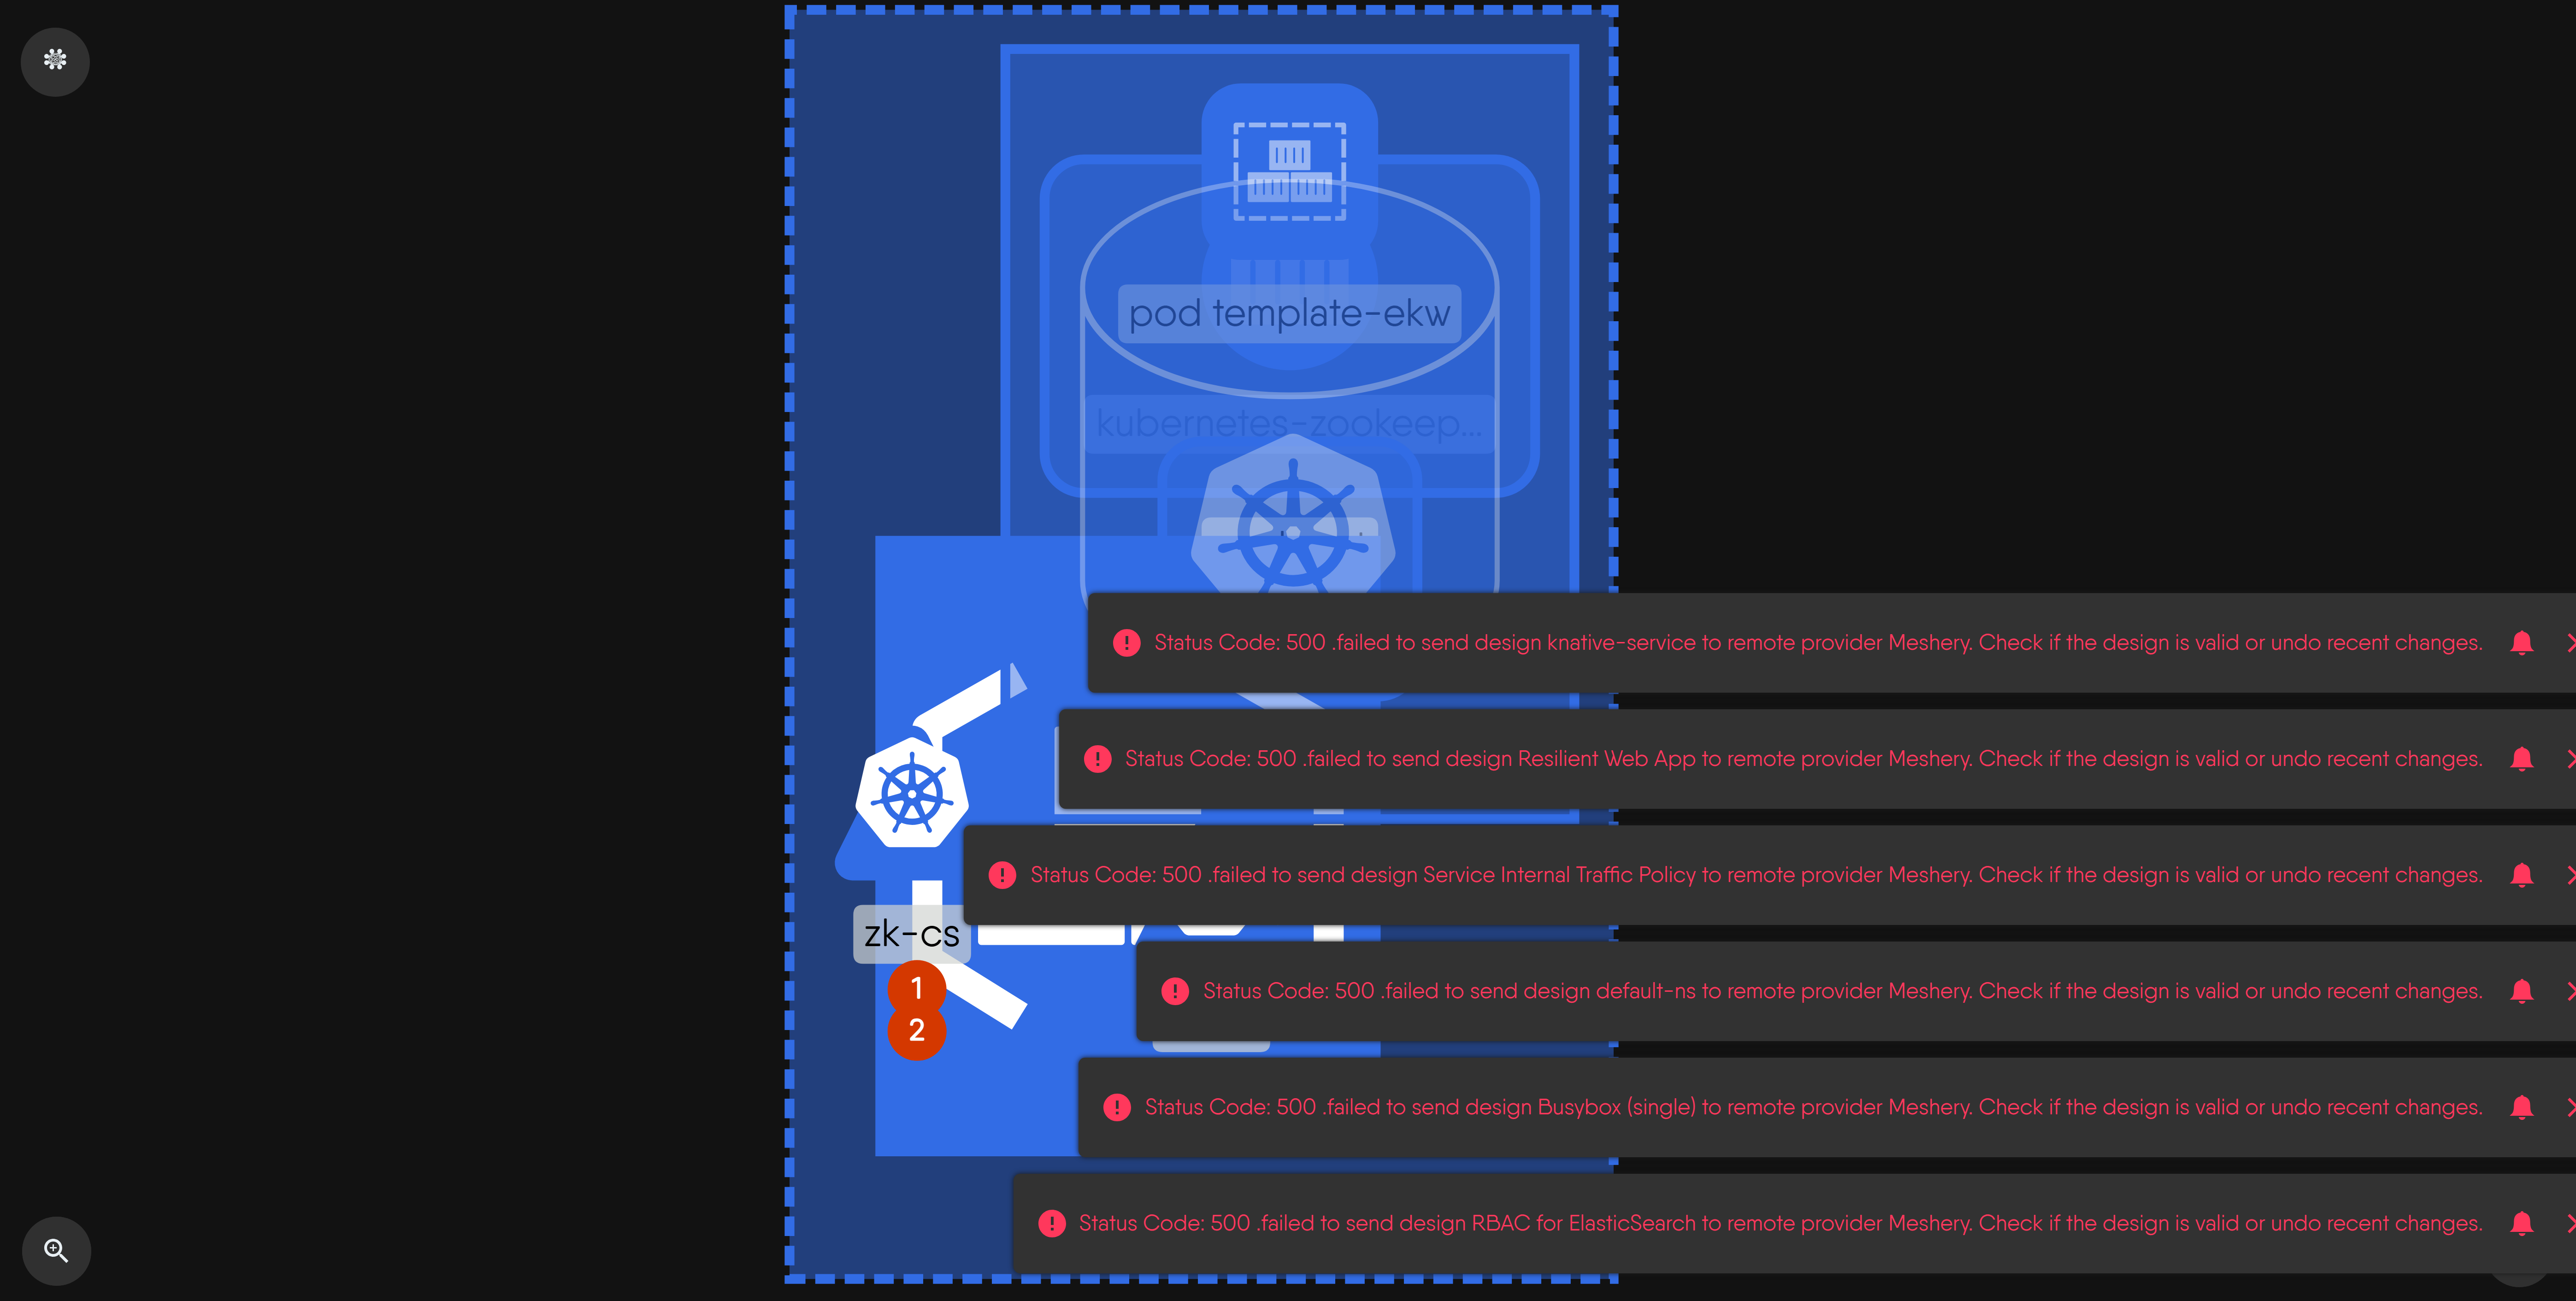 pod template-ekw
kubernetes-zookeep...
Status Code: 500 .failed to send design knative-service to remote provider Meshery. Check if the design is valid or undo recent changes.
Status Code: 500 .failed to send design Resilient Web App to remote provider Meshery. Check if the design is valid or undo recent changes.
Status Code: 500 .failed to send design Service Internal Traffic Policy to remote provider Meshery. Check if the design is valid or undo recent changes.
zk-cs
1
Status Code: 500 .failed to send design default-ns to remote provider Meshery. Check if the design is valid or undo recent changes.
2
Status Code: 500 .failed to send design Busybox (single) to remote provider Meshery. Check if the design is valid or undo recent changes.
Status Code: 500 .failed to send design RBAC for ElasticSearch to remote provider Meshery. Check if the design is valid or undo recent changes.